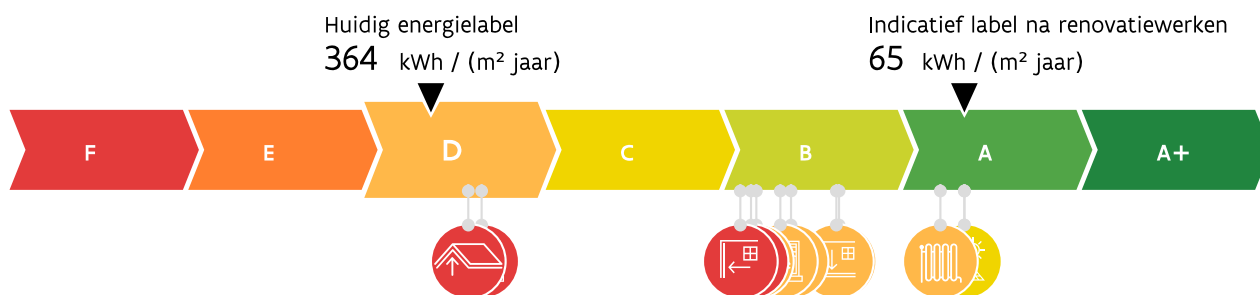 Huidig energielabel
364 kWh / (m² jaar)
Indicatief label na renovatiewerken
65 kWh / (m² jaar)
F E D C B A A+